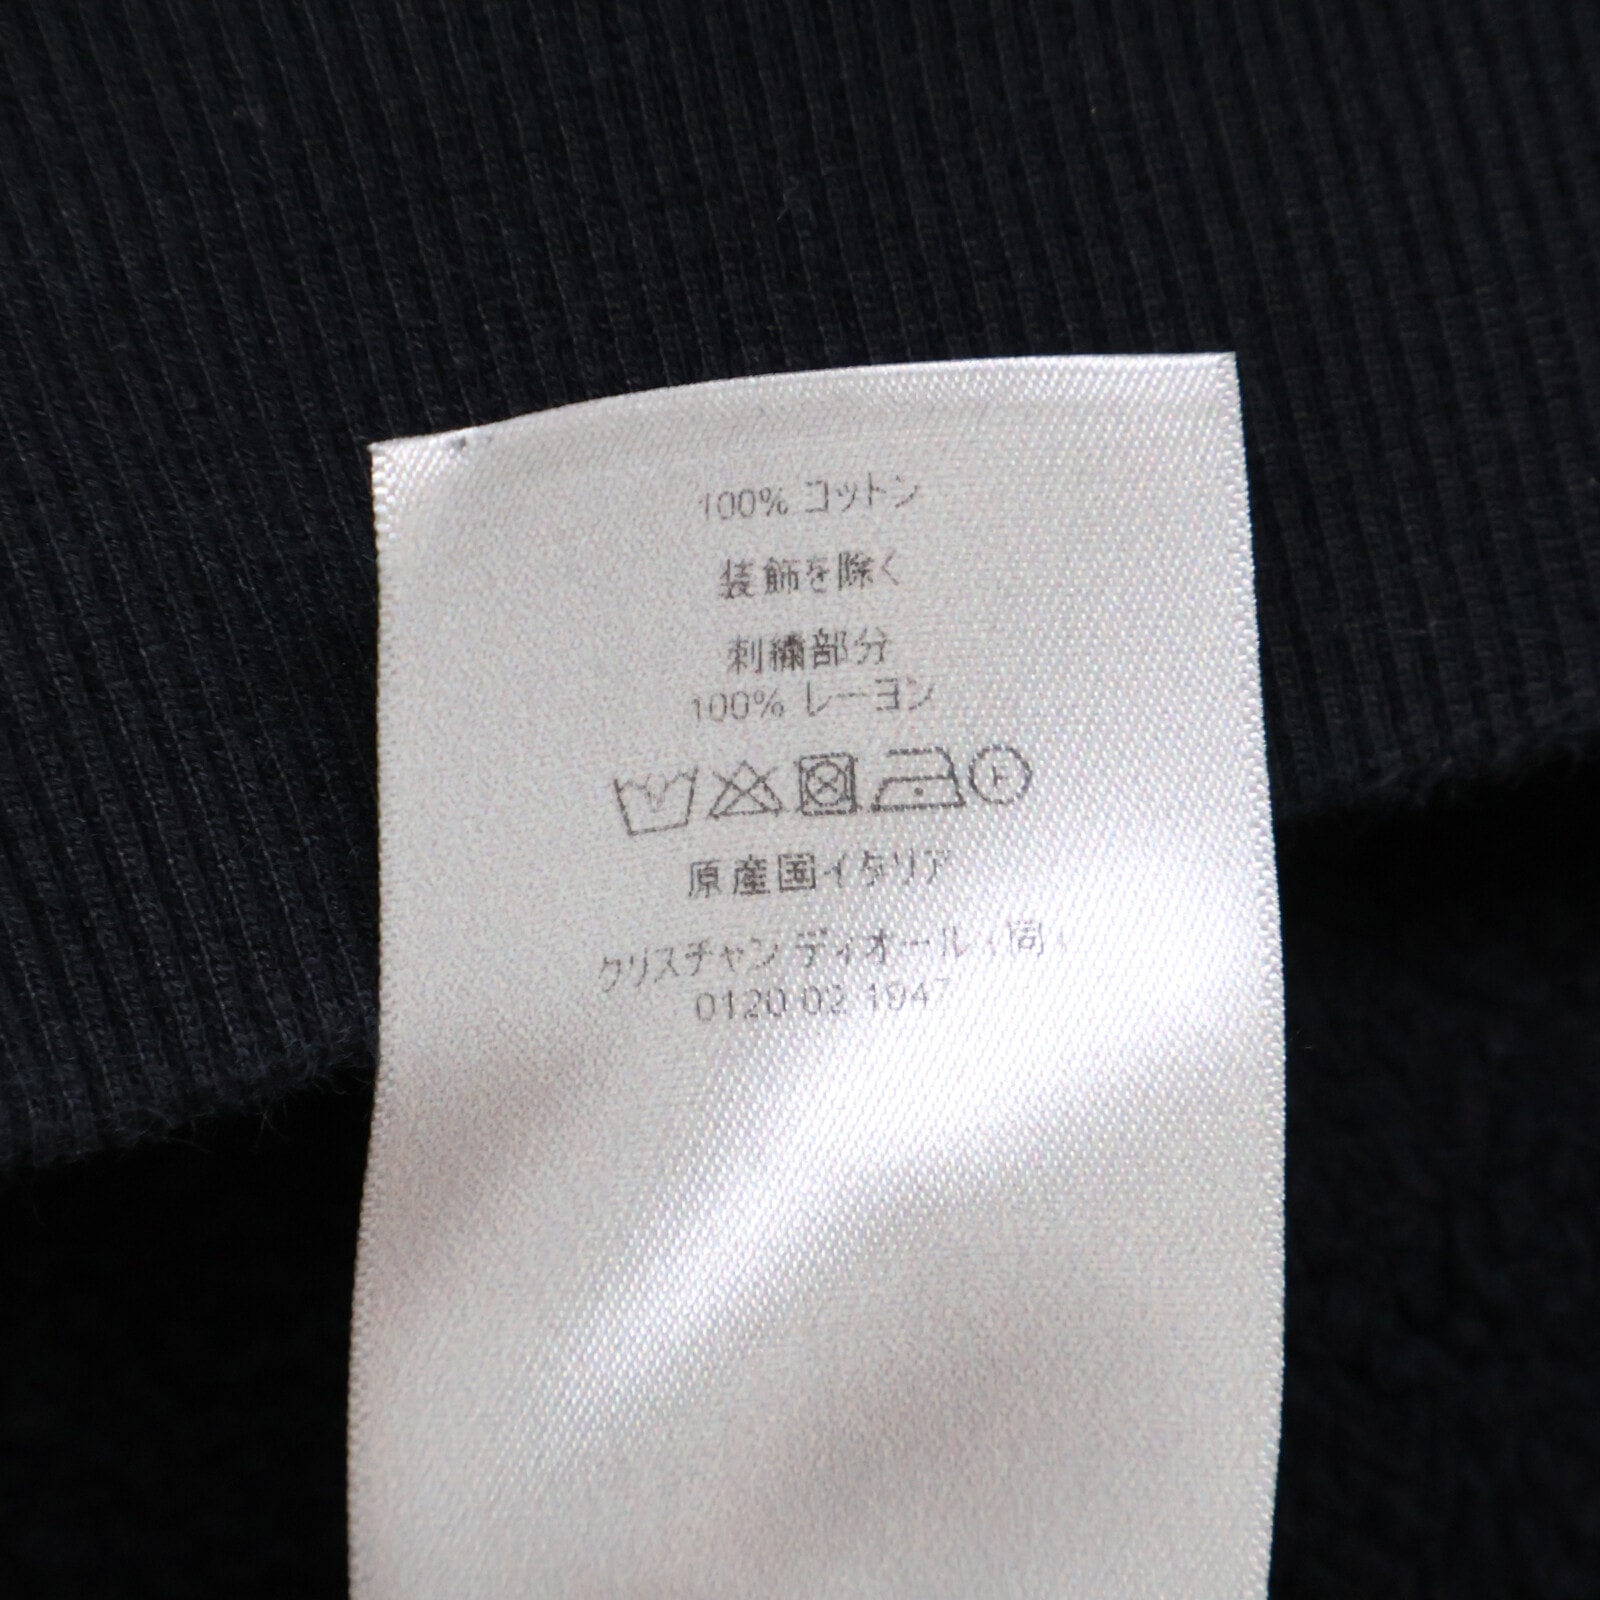 100% コットン
装飾を除く
刺繍部分
100% レーヨン
F
原産国イタリア
クリスチャン ディオール (同)
0120 02 1947